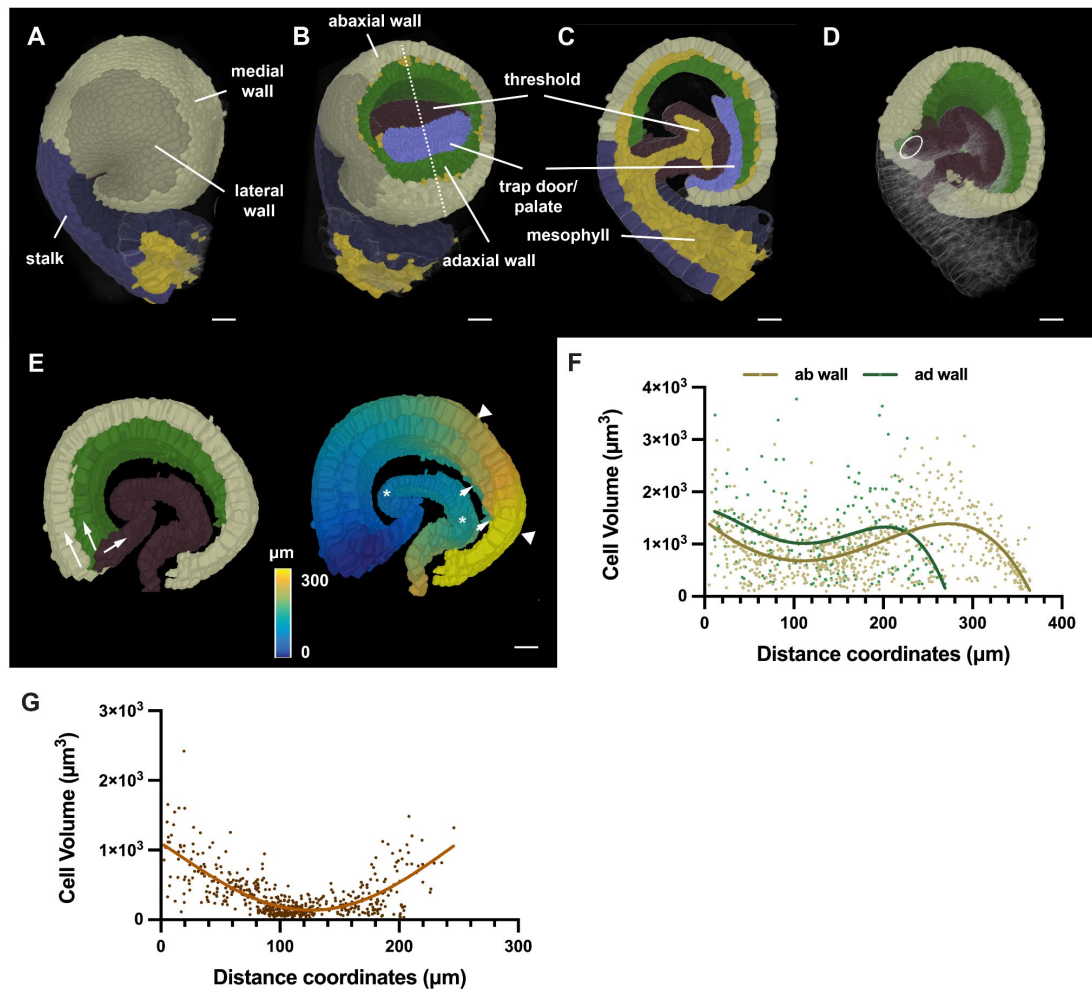 A
B
C
D
abaxial wall
medial
wall
threshold
lateral
wall
trap door/
palate
mesophyll
stalk
adaxial wall
E
µm
300
0
* *
F
ab wall ad wall
4×10³
3×10³
2×10³
1×10³
0
Cell Volume (µm³)
0 100 200 300 400
Distance coordinates (µm)
G
3×10³
2×10³
1×10³
0
Cell Volume (µm³)
0 100 200 300
Distance coordinates (µm)